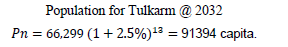 Population for Tulkarm @ 2032
Pn = 66,299 (1 + 2.5%)¹³ = 91394 capita.